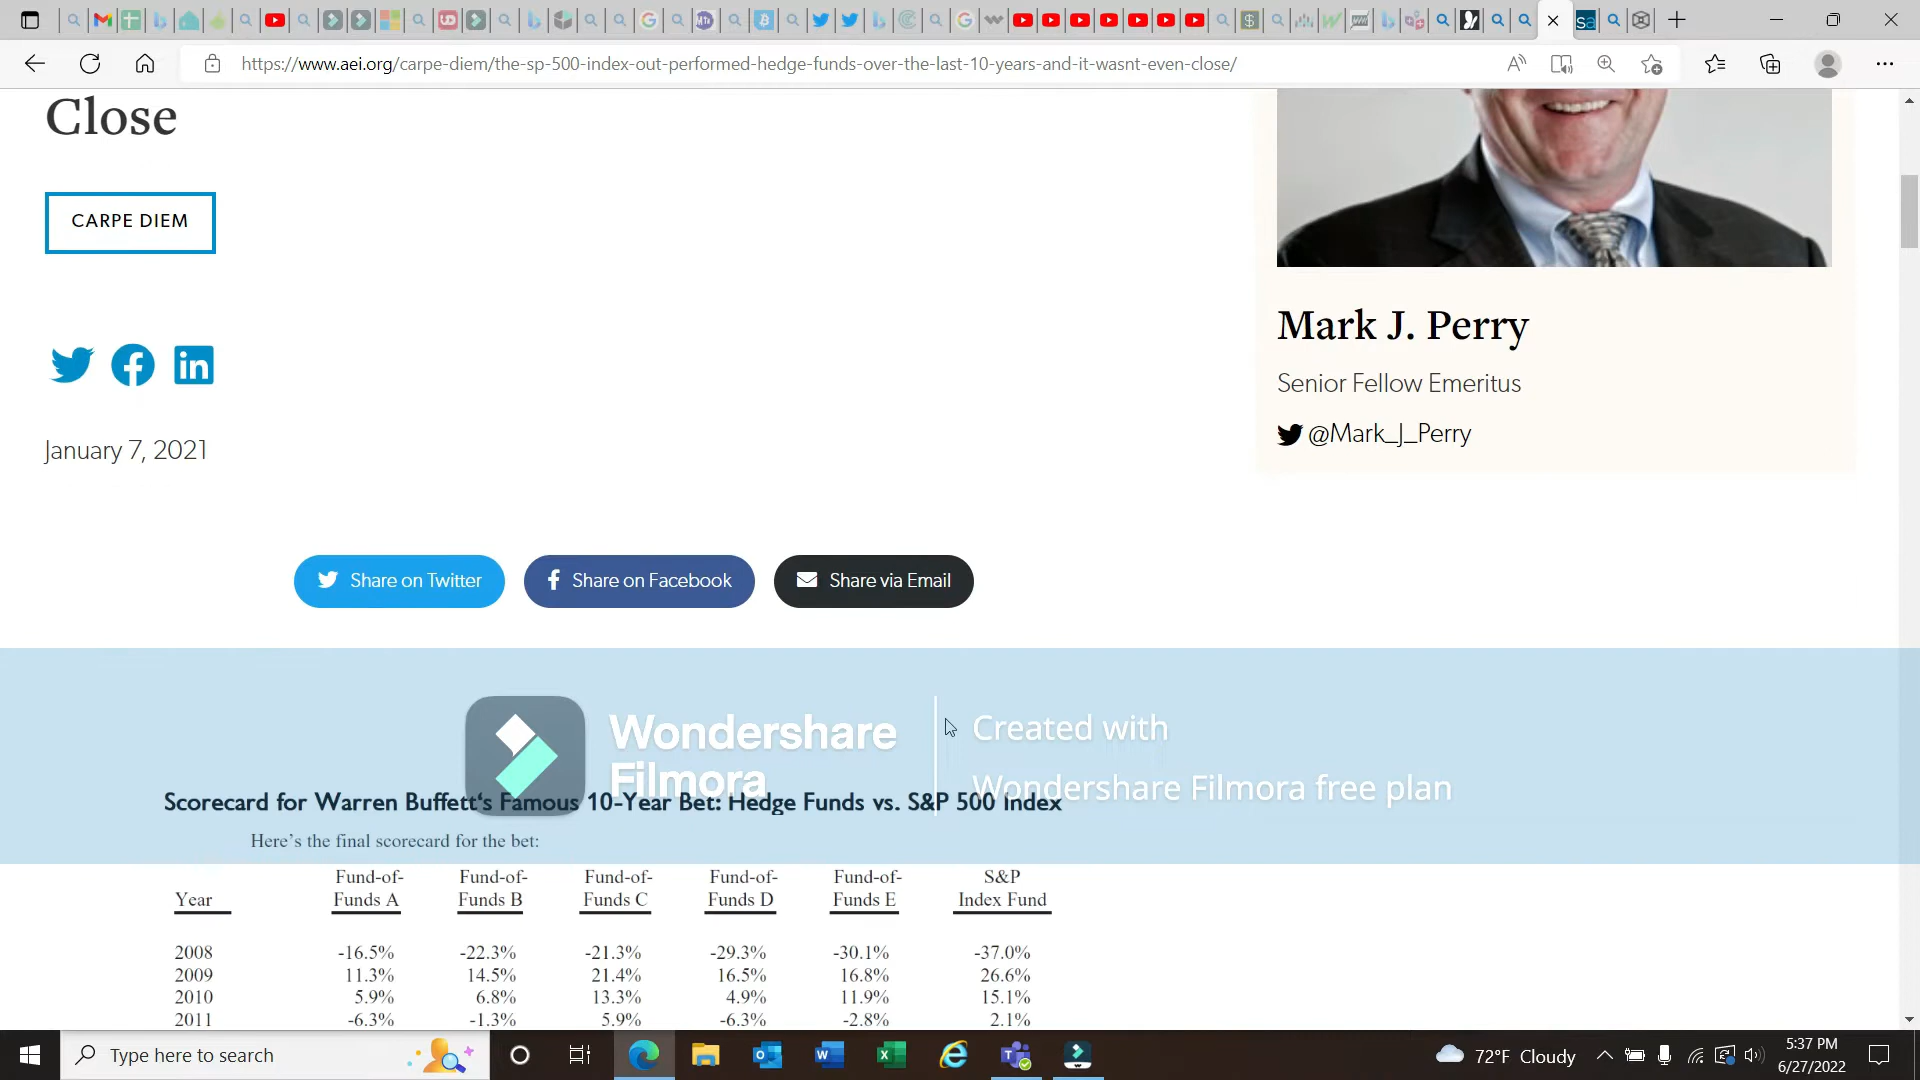 https://www.aei.org/carpe-diem/the-sp-500-index-out-performed-hedge-funds-over-the-last-10-years-and-it-wasnt-even-close/
Close
CARPE DIEM
Mark J. Perry
Senior Fellow Emeritus
@Mark_J_Perry
January 7, 2021
Share on Twitter
Share on Facebook
Share via Email
Wondershare
Filmora
Created with
Wondershare Filmora free plan
Scorecard for Warren Buffett's Famous 10-Year Bet: Hedge Funds vs. S&P 500 Index
Here's the final scorecard for the bet:
Year Fund-of-Funds A Fund-of-Funds B Fund-of-Funds C Fund-of-Funds D Fund-of-Funds E S&P Index Fund
2008 -16.5% -22.3% -21.3% -29.3% -30.1% -37.0%
2009 11.3% 14.5% 21.4% 16.5% 16.8% 26.6%
2010 5.9% 6.8% 13.3% 4.9% 11.9% 15.1%
2011 -6.3% -1.3% 5.9% -6.3% -2.8% 2.1%
Type here to search
72°F Cloudy
5:37 PM
6/27/2022